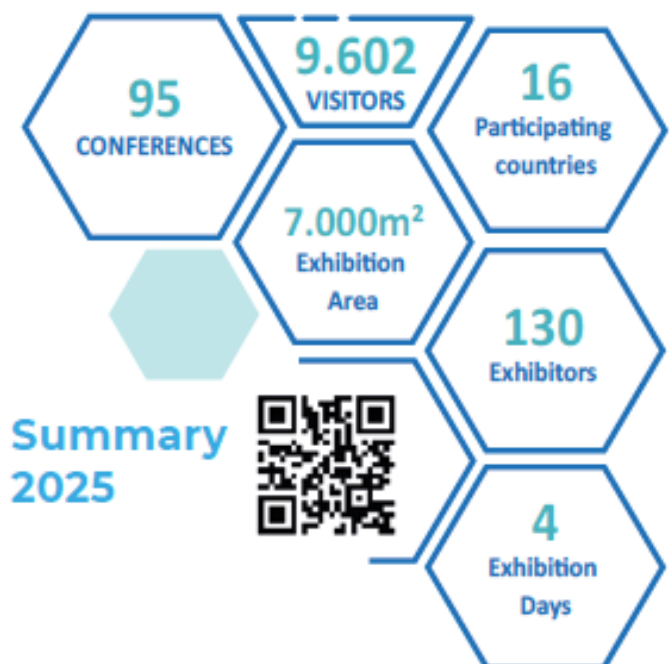 95
CONFERENCES
9.602
VISITORS
16
Participating
countries
7.000m²
Exhibition
Area
130
Exhibitors
Summary
2025
4
Exhibition
Days